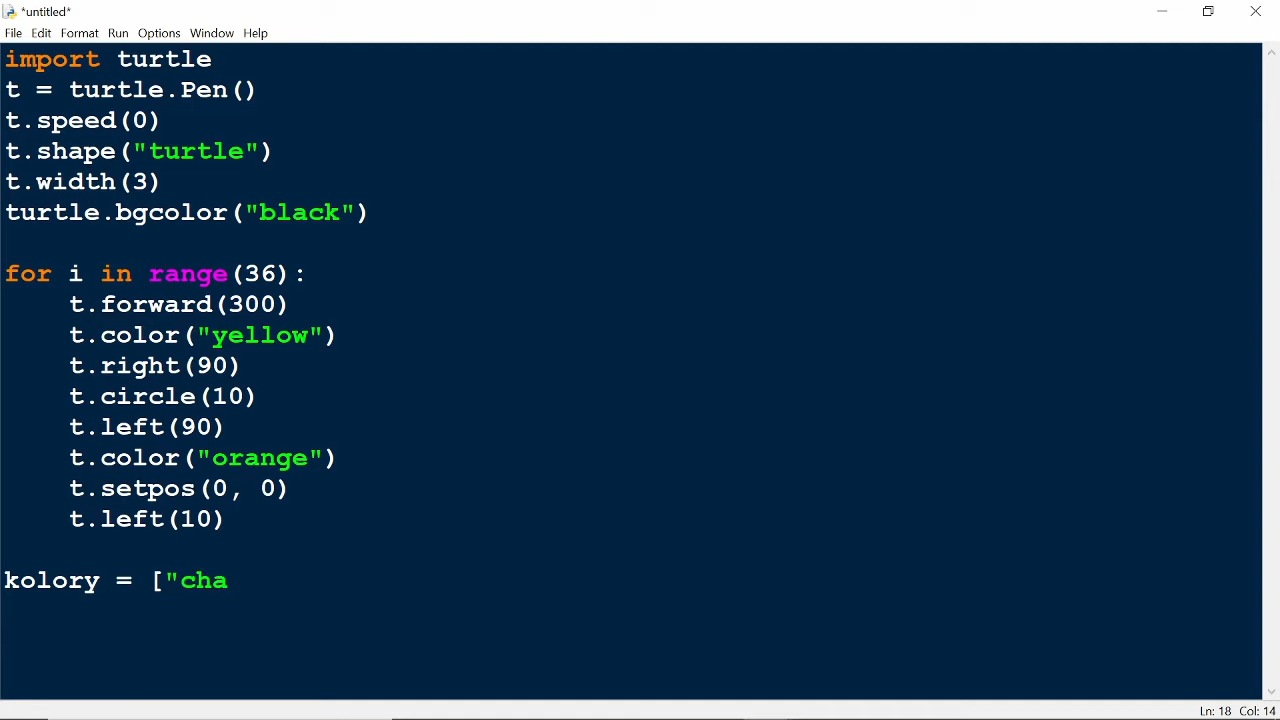 *untitled*
File Edit Format Run Options Window Help
import turtle
t = turtle.Pen()
t.speed(0)
t.shape("turtle")
t.width(3)
turtle.bgcolor("black")
for i in range(36):
    t.forward(300)
    t.color("yellow")
    t.right(90)
    t.circle(10)
    t.left(90)
    t.color("orange")
    t.setpos(0, 0)
    t.left(10)
kolory = ["cha
Ln: 18 Col: 14